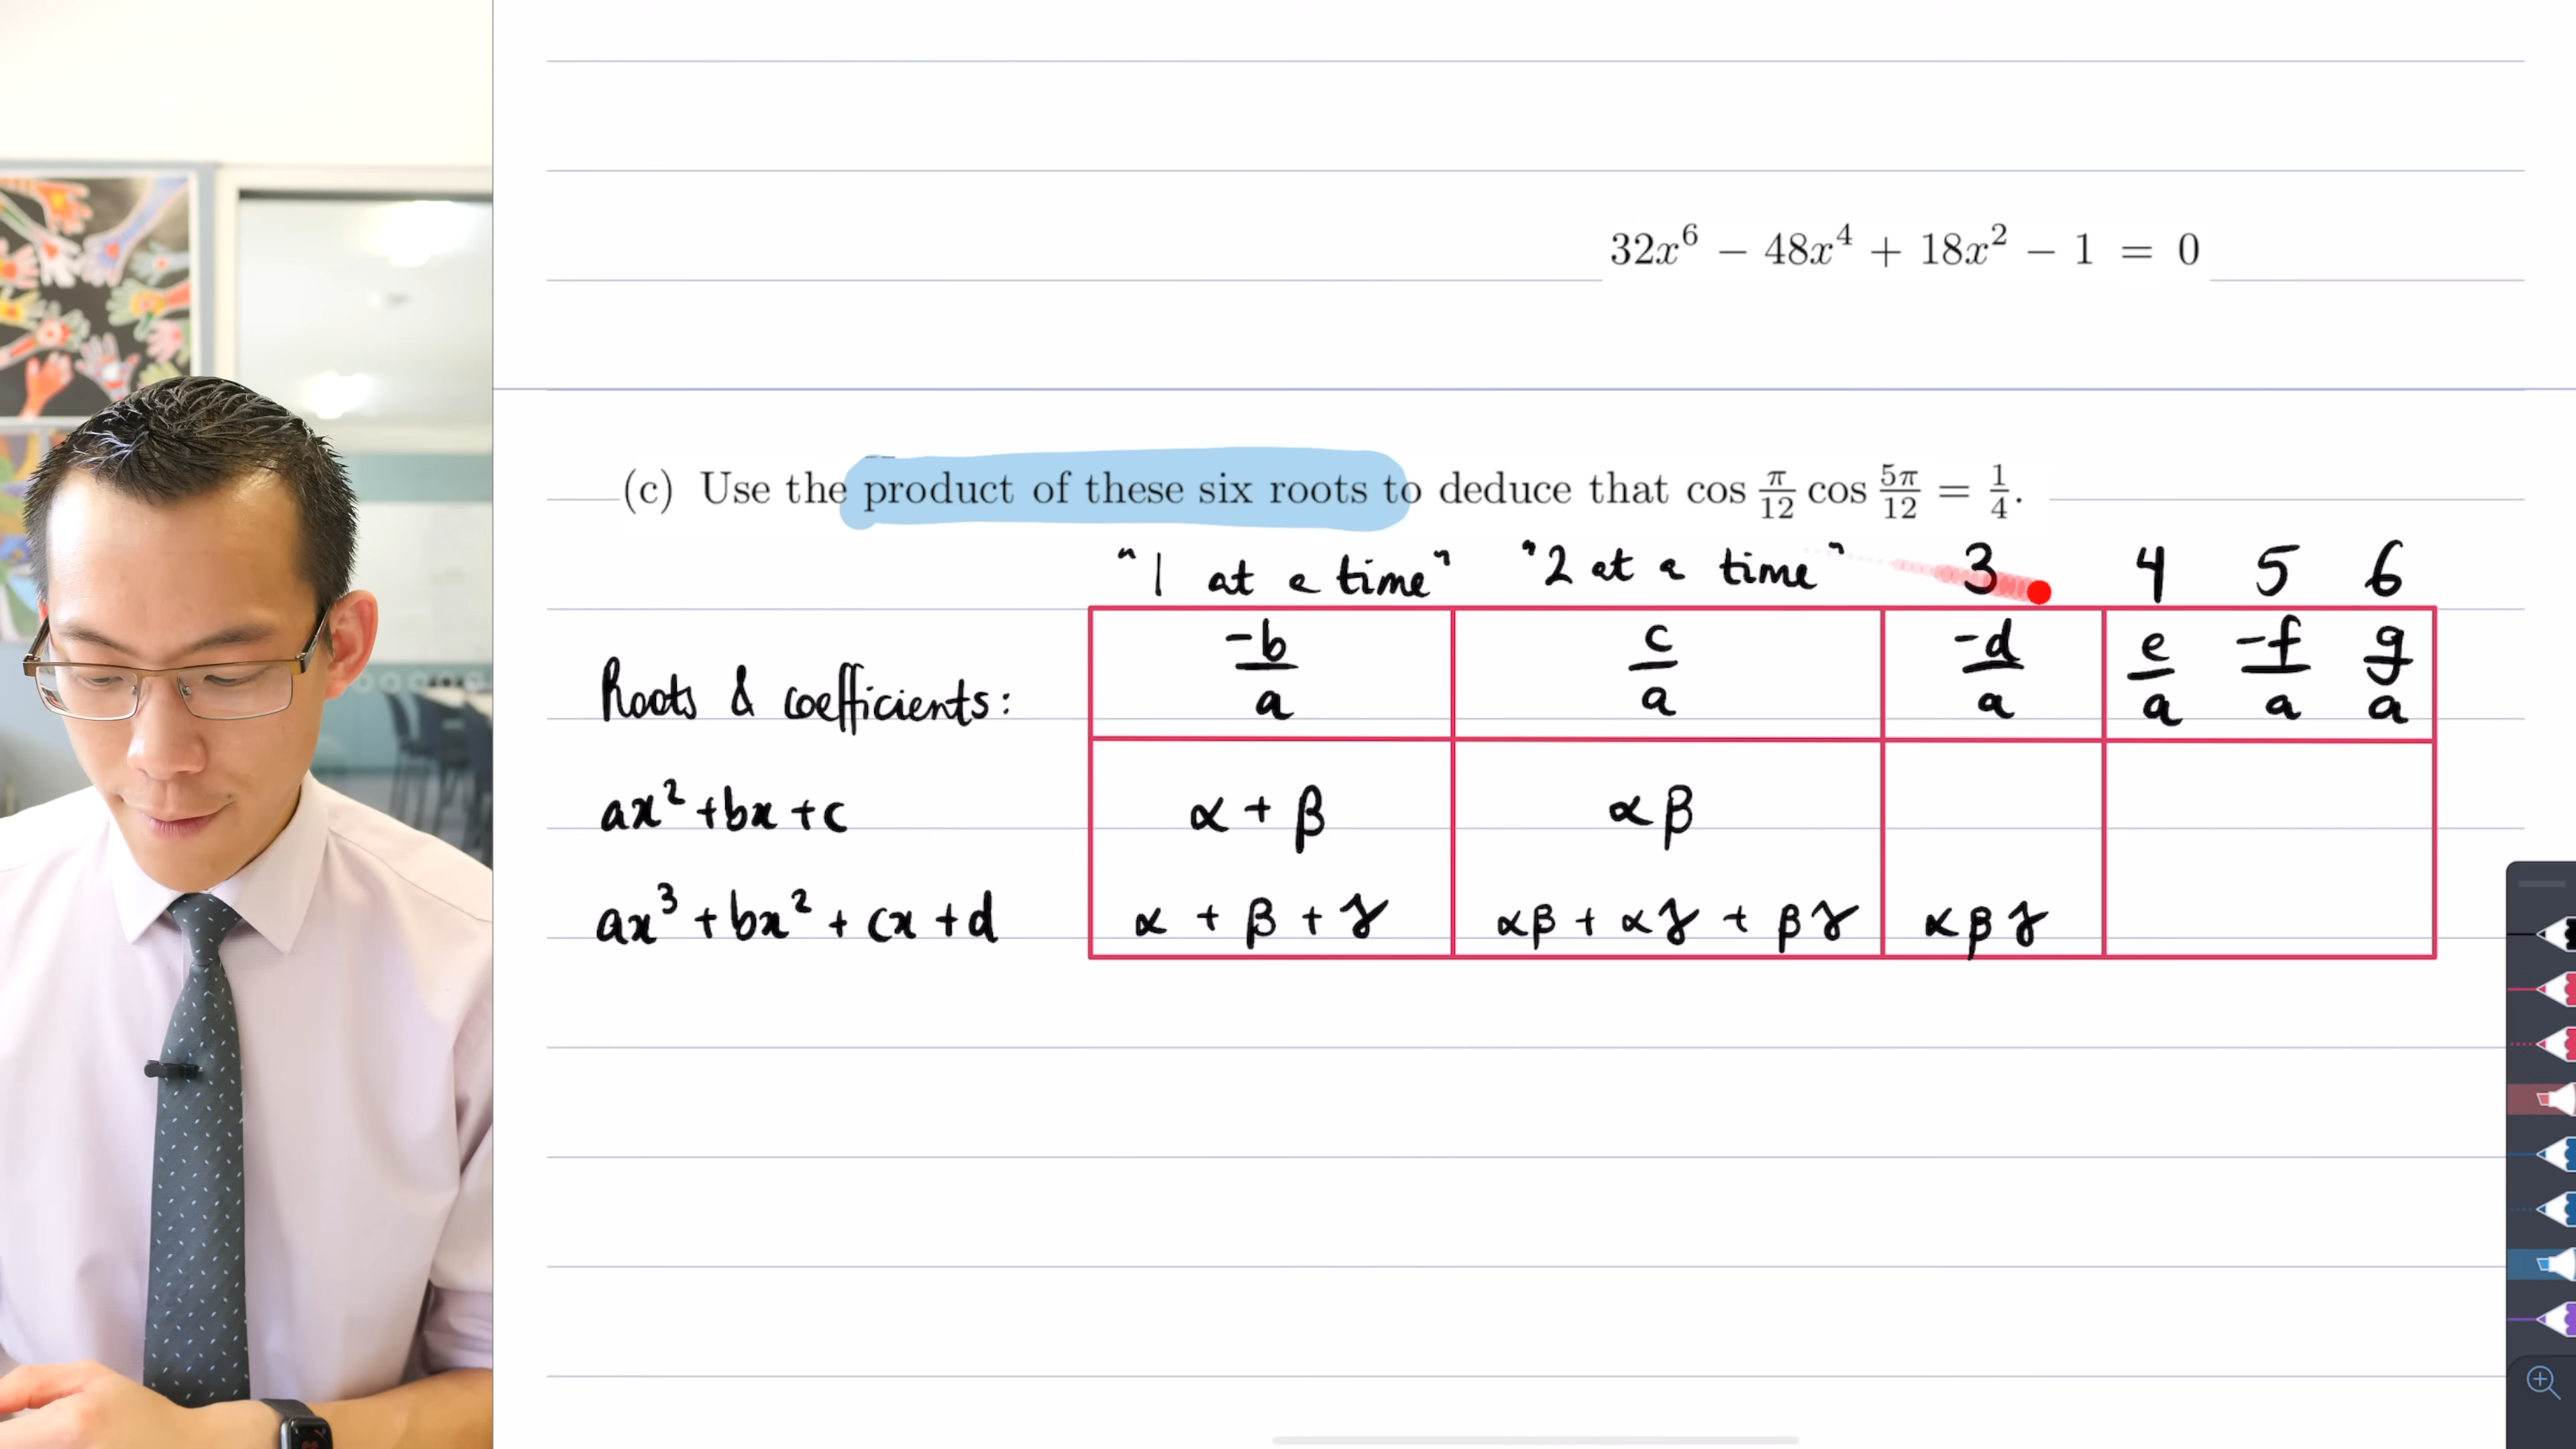 32x⁶ − 48x⁴ + 18x² − 1 = 0
(c) Use the product of these six roots to deduce that cos π/12 cos 5π/12 = 1/4.
"1 at a time" "2 at a time" 3 4 5 6
Roots & coefficients: -b/a c/a -d/a e/a -f/a g/a
ax² + bx + c α + β αβ
ax³ + bx² + cx + d α + β + γ αβ + αγ + βγ αβγ